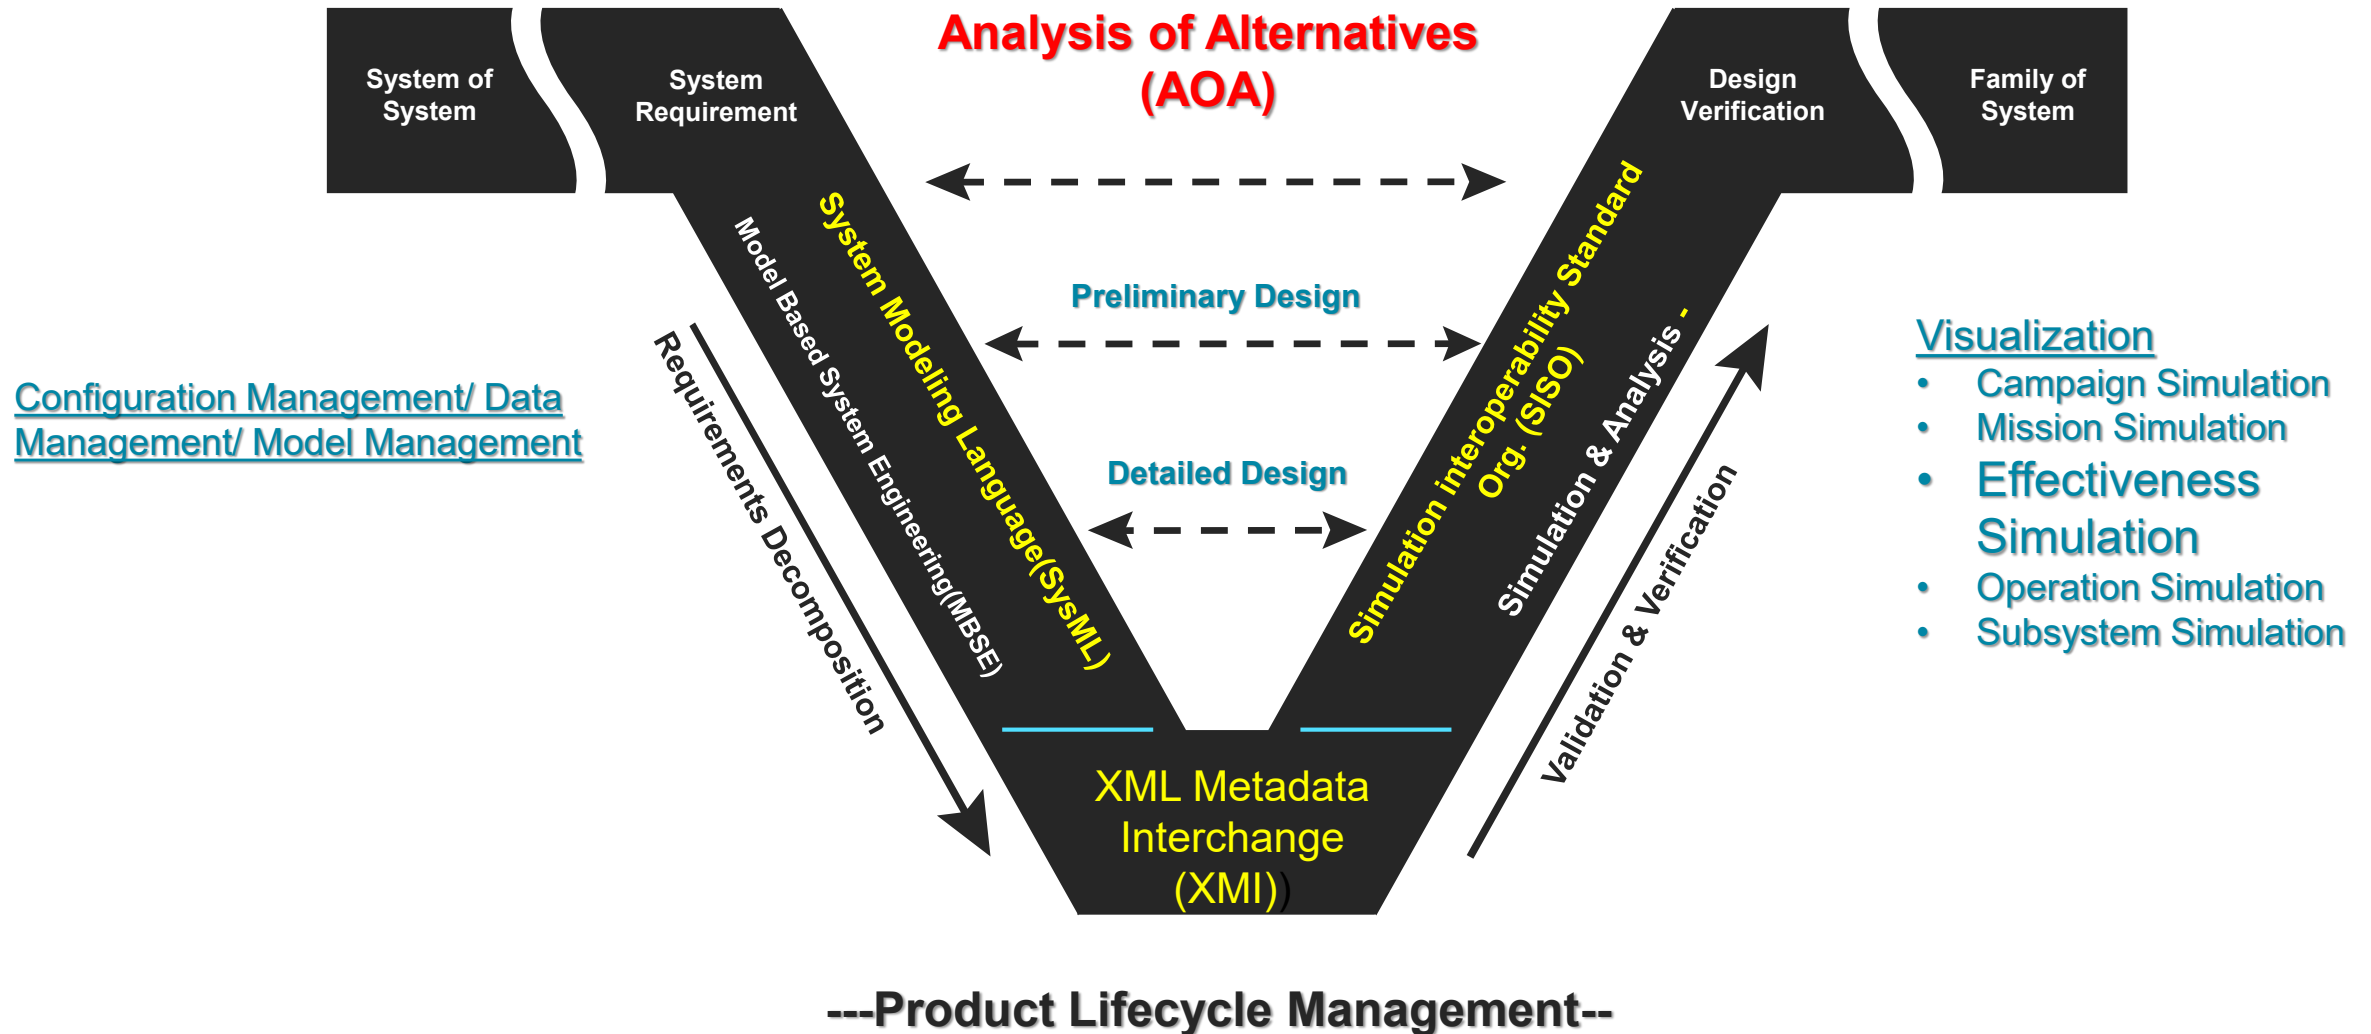 Analysis of Alternatives
(AOA)
System of
System
System
Requirement
Design
Verification
Family of
System
Model Based System Engineering(MBSE)
System Modeling Language(SysML)
Requirements Decomposition
Preliminary Design
Detailed Design
Simulation interoperability Standard
Org. (SISO)
Simulation & Analysis -
Validation & Verification
Configuration Management/ Data
Management/ Model Management
Visualization
• Campaign Simulation
• Mission Simulation
• Effectiveness
Simulation
• Operation Simulation
• Subsystem Simulation
XML Metadata
Interchange
(XMI))
---Product Lifecycle Management--